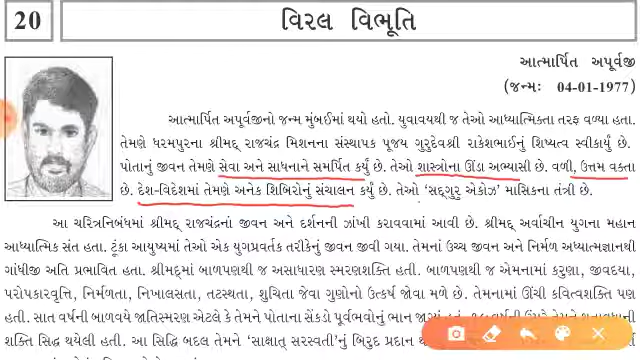 20
વિરલ વિભૂતિ
આત્માર્પિત અપૂર્વજી
(જન્મ: 04-01-1977)
આત્માર્પિત અપૂર્વજીનો જન્મ મુંબઈમાં થયો હતો. યુવાવયથી જ તેઓ આધ્યાત્મિકતા તરફ વળ્યા હતા.
તેમણે ધરમપુરના શ્રીમદ્ રાજચંદ્ર મિશનના સંસ્થાપક પૂજ્ય ગુરુદેવશ્રી રાકેશભાઈનું શિષ્યત્વ સ્વીકાર્યું છે.
પોતાનું જીવન તેમણે સેવા અને સાધનાને સમર્પિત કર્યું છે. તેઓ શાસ્ત્રોના ઊંડા અભ્યાસી છે. વળી, ઉત્તમ વક્તા
છે. દેશ-વિદેશમાં તેમણે અનેક શિબિરોનું સંચાલન કર્યું છે. તેઓ ‘સદ્ગુરુ એકોઝ’ માસિકના તંત્રી છે.
આ ચરિત્રનિબંધમાં શ્રીમદ્ રાજચંદ્રનાં જીવન અને દર્શનની ઝાંખી કરાવવામાં આવી છે. શ્રીમદ્ અર્વાચીન યુગના મહાન
આધ્યાત્મિક સંત હતા. ટૂંકા આયુષ્યમાં તેઓ એક યુગપ્રવર્તક તરીકેનું જીવન જીવી ગયા. તેમનાં ઉચ્ચ જીવન અને નિર્મળ અધ્યાત્મજ્ઞાનથી
ગાંધીજી અતિ પ્રભાવિત હતા. શ્રીમદ્માં બાળપણથી જ અસાધારણ સ્મરણશક્તિ હતી. બાળપણથી જ એમનામાં કરુણા, જીવદયા,
પરોપકારવૃત્તિ, નિર્મળતા, નિખાલસતા, તટસ્થતા, શુચિતા જેવા ગુણોનો ઉત્કર્ષ જોવા મળે છે. તેમનામાં ઊંચી કવિત્વશક્તિ પણ
હતી. સાત વર્ષની બાળવયે જાતિસ્મરણ એટલે કે તેમને પોતાના સેંકડો પૂર્વભવોનું ભાન
શક્તિ સિદ્ધ થયેલી હતી. આ સિદ્ધિ બદલ તેમને ‘સાક્ષાત્ સરસ્વતી’નું બિરુદ પ્રદાન